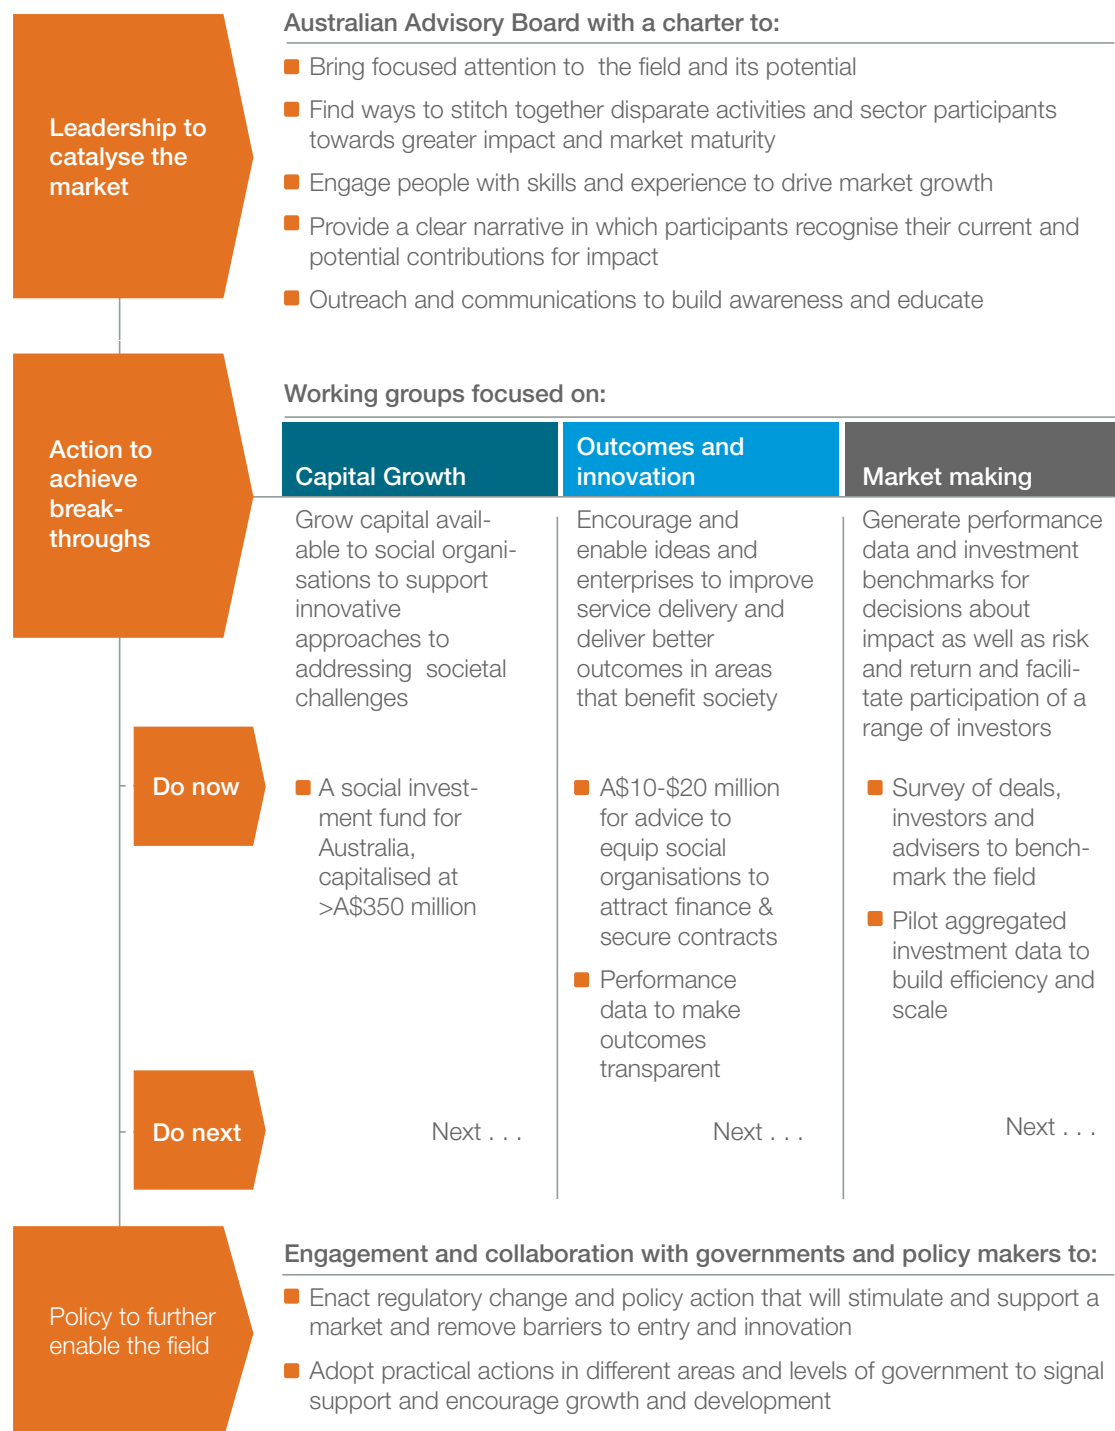 Leadership to
catalyse the
market
Australian Advisory Board with a charter to:
Bring focused attention to the field and its potential
Find ways to stitch together disparate activities and sector participants
towards greater impact and market maturity
Engage people with skills and experience to drive market growth
Provide a clear narrative in which participants recognise their current and
potential contributions for impact
Outreach and communications to build awareness and educate
Action to
achieve
break-
throughs
Working groups focused on:
Capital Growth
Grow capital avail-
able to social organi-
sations to support
innovative
approaches to
addressing societal
challenges
Outcomes and
innovation
Encourage and
enable ideas and
enterprises to improve
service delivery and
deliver better
outcomes in areas
that benefit society
Market making
Generate performance
data and investment
benchmarks for
decisions about
impact as well as risk
and return and facili-
tate participation of a
range of investors
Do now
A social invest-
ment fund for
Australia,
capitalised at
>A$350 million
A$10-$20 million
for advice to
equip social
organisations to
attract finance &
secure contracts
Performance
data to make
outcomes
transparent
Survey of deals,
investors and
advisers to bench-
mark the field
Pilot aggregated
investment data to
build efficiency and
scale
Do next
Next . . .
Next . . .
Next . . .
Policy to further
enable the field
Engagement and collaboration with governments and policy makers to:
Enact regulatory change and policy action that will stimulate and support a
market and remove barriers to entry and innovation
Adopt practical actions in different areas and levels of government to signal
support and encourage growth and development